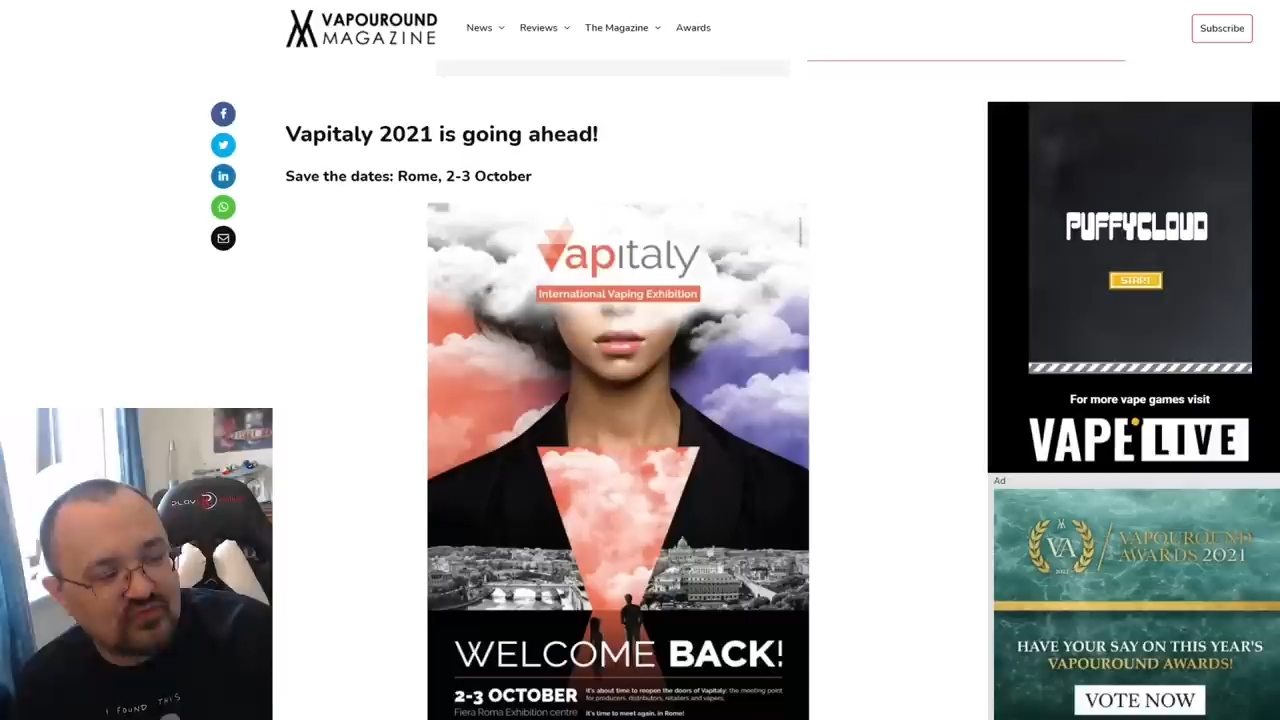 VAPOUROUND
MAGAZINE
News
Reviews
The Magazine
Awards
Subscribe
Vapitaly 2021 is going ahead!
Save the dates: Rome, 2-3 October
Vapitaly
International Vaping Exhibition
WELCOME BACK!
2-3 OCTOBER
Fiera Roma Exhibition centre
It's about time to reopen the doors of Vapitaly: the meeting point
for producers, distributors, retailers and vapers.
It's time to meet again, in Rome!
PUFFYCLOUD
START
For more vape games visit
VAPE LIVE
Ad
VA
VAPOUROUND
AWARDS 2021
HAVE YOUR SAY ON THIS YEAR'S
VAPOUROUND AWARDS!
VOTE NOW
PLAY
I FOUND THIS